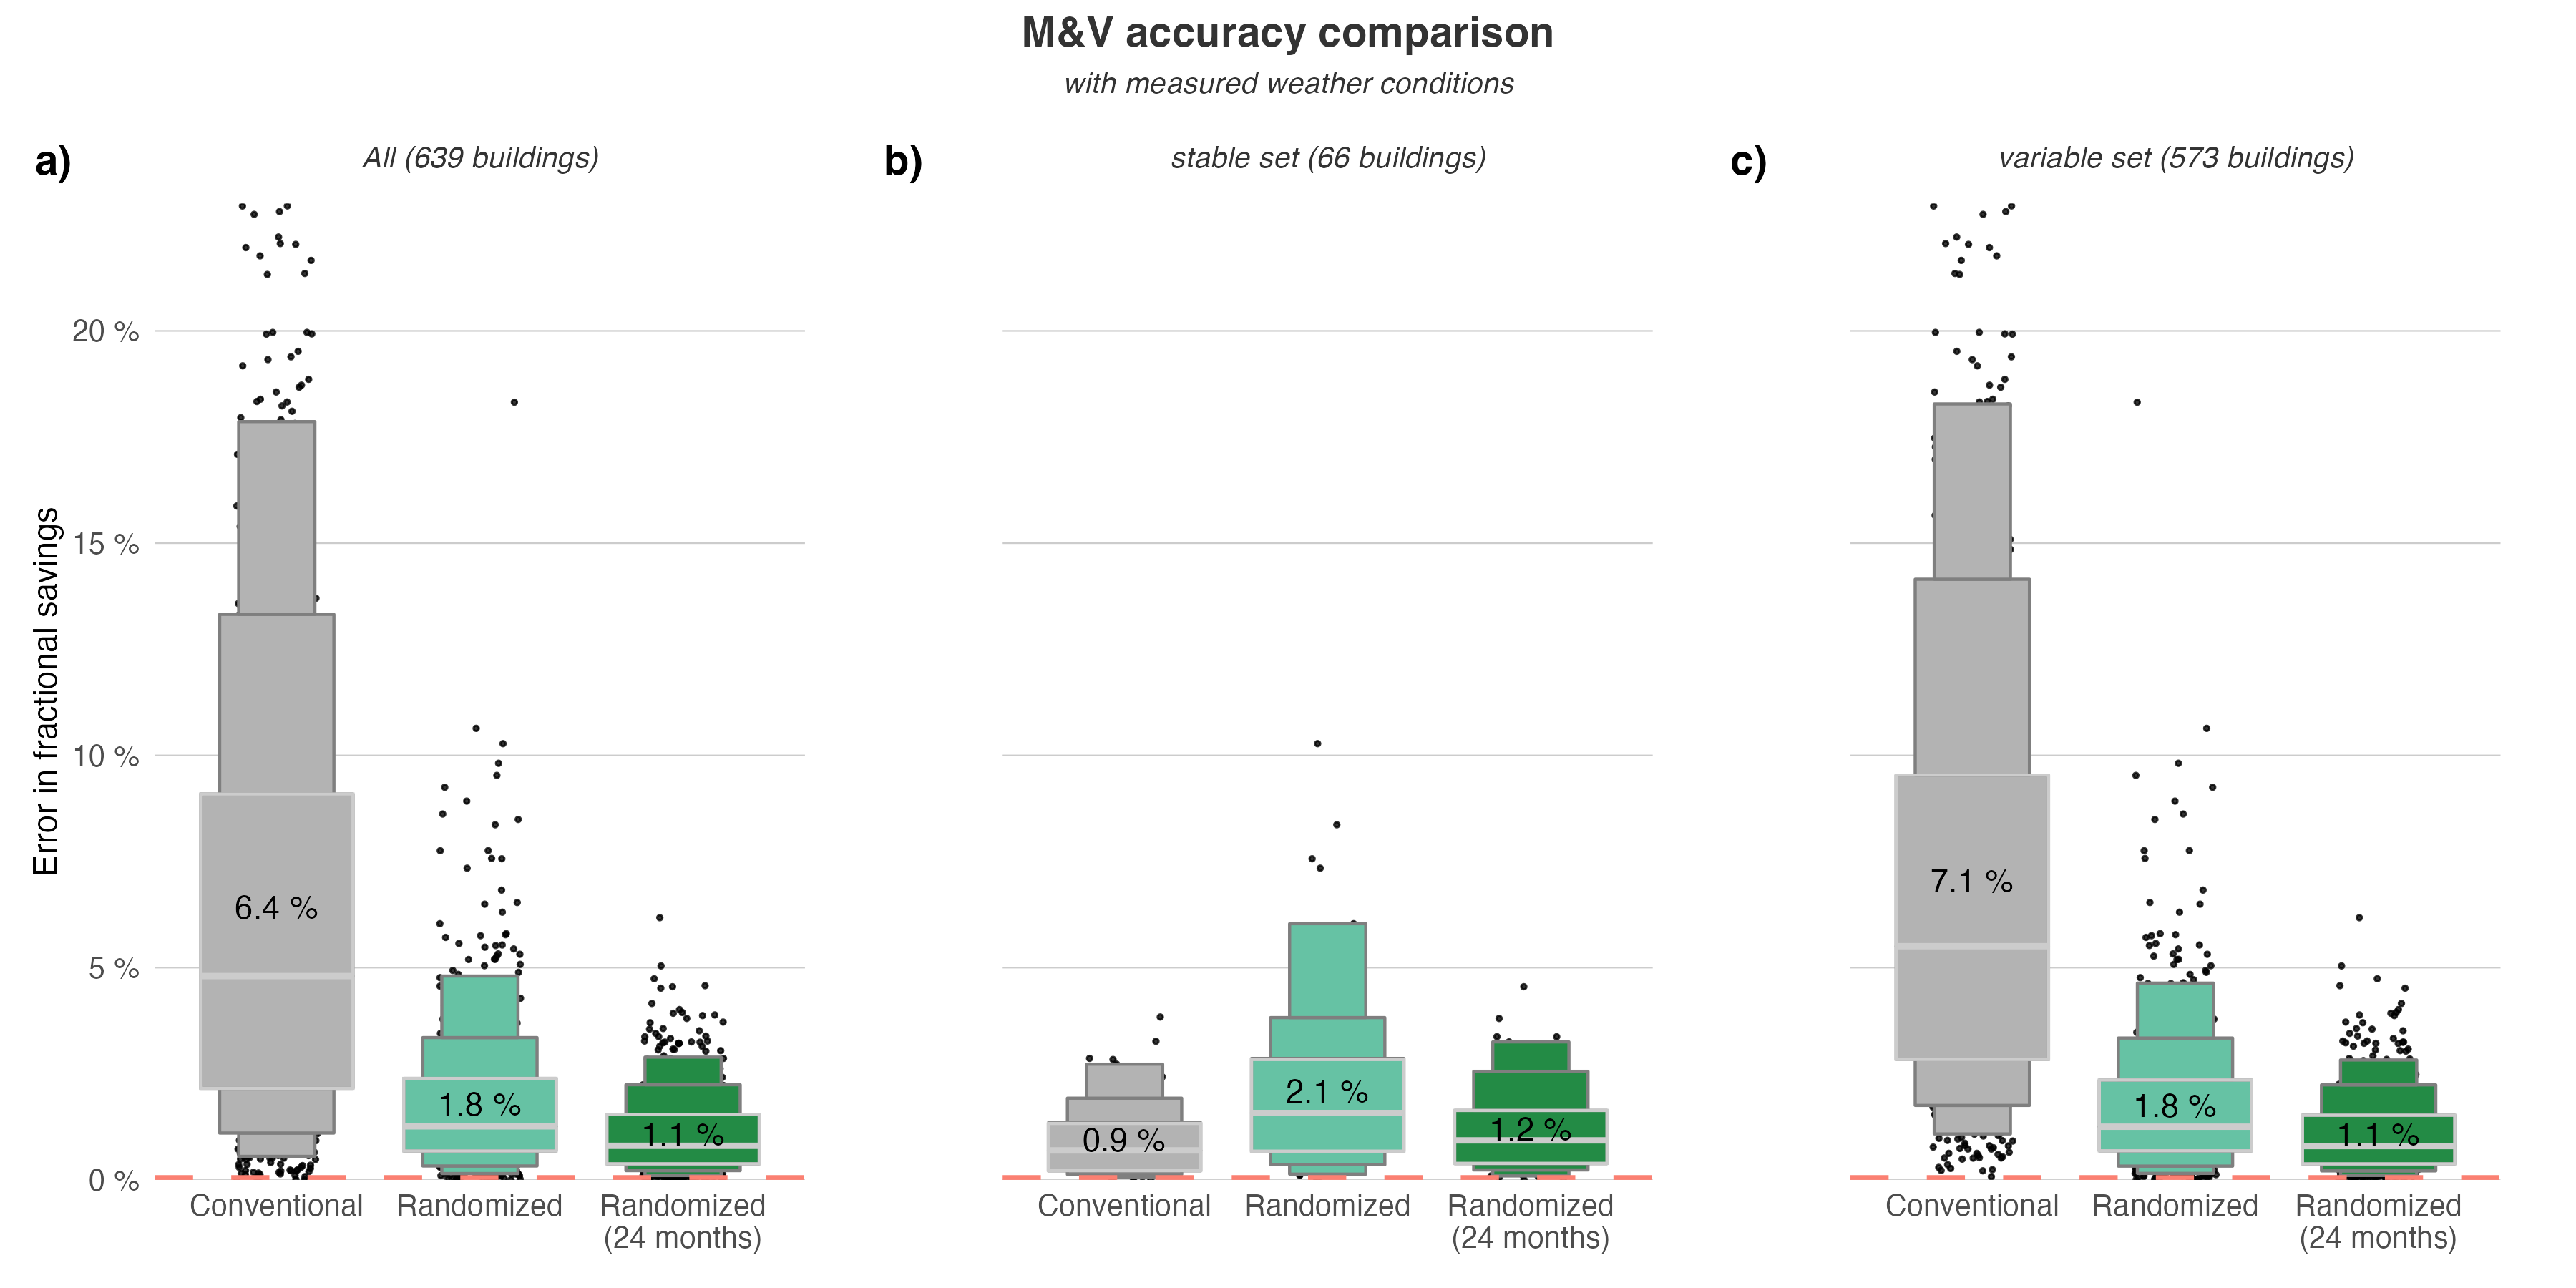 M&V accuracy comparison
with measured weather conditions
a)
All (639 buildings)
b)
stable set (66 buildings)
c)
variable set (573 buildings)
Error in fractional savings
20 %
15 %
10 %
5 %
0 %
6.4 %
1.8 %
1.1 %
0.9 %
2.1 %
1.2 %
7.1 %
1.8 %
1.1 %
Conventional
Randomized
Randomized
(24 months)
Conventional
Randomized
Randomized
(24 months)
Conventional
Randomized
Randomized
(24 months)